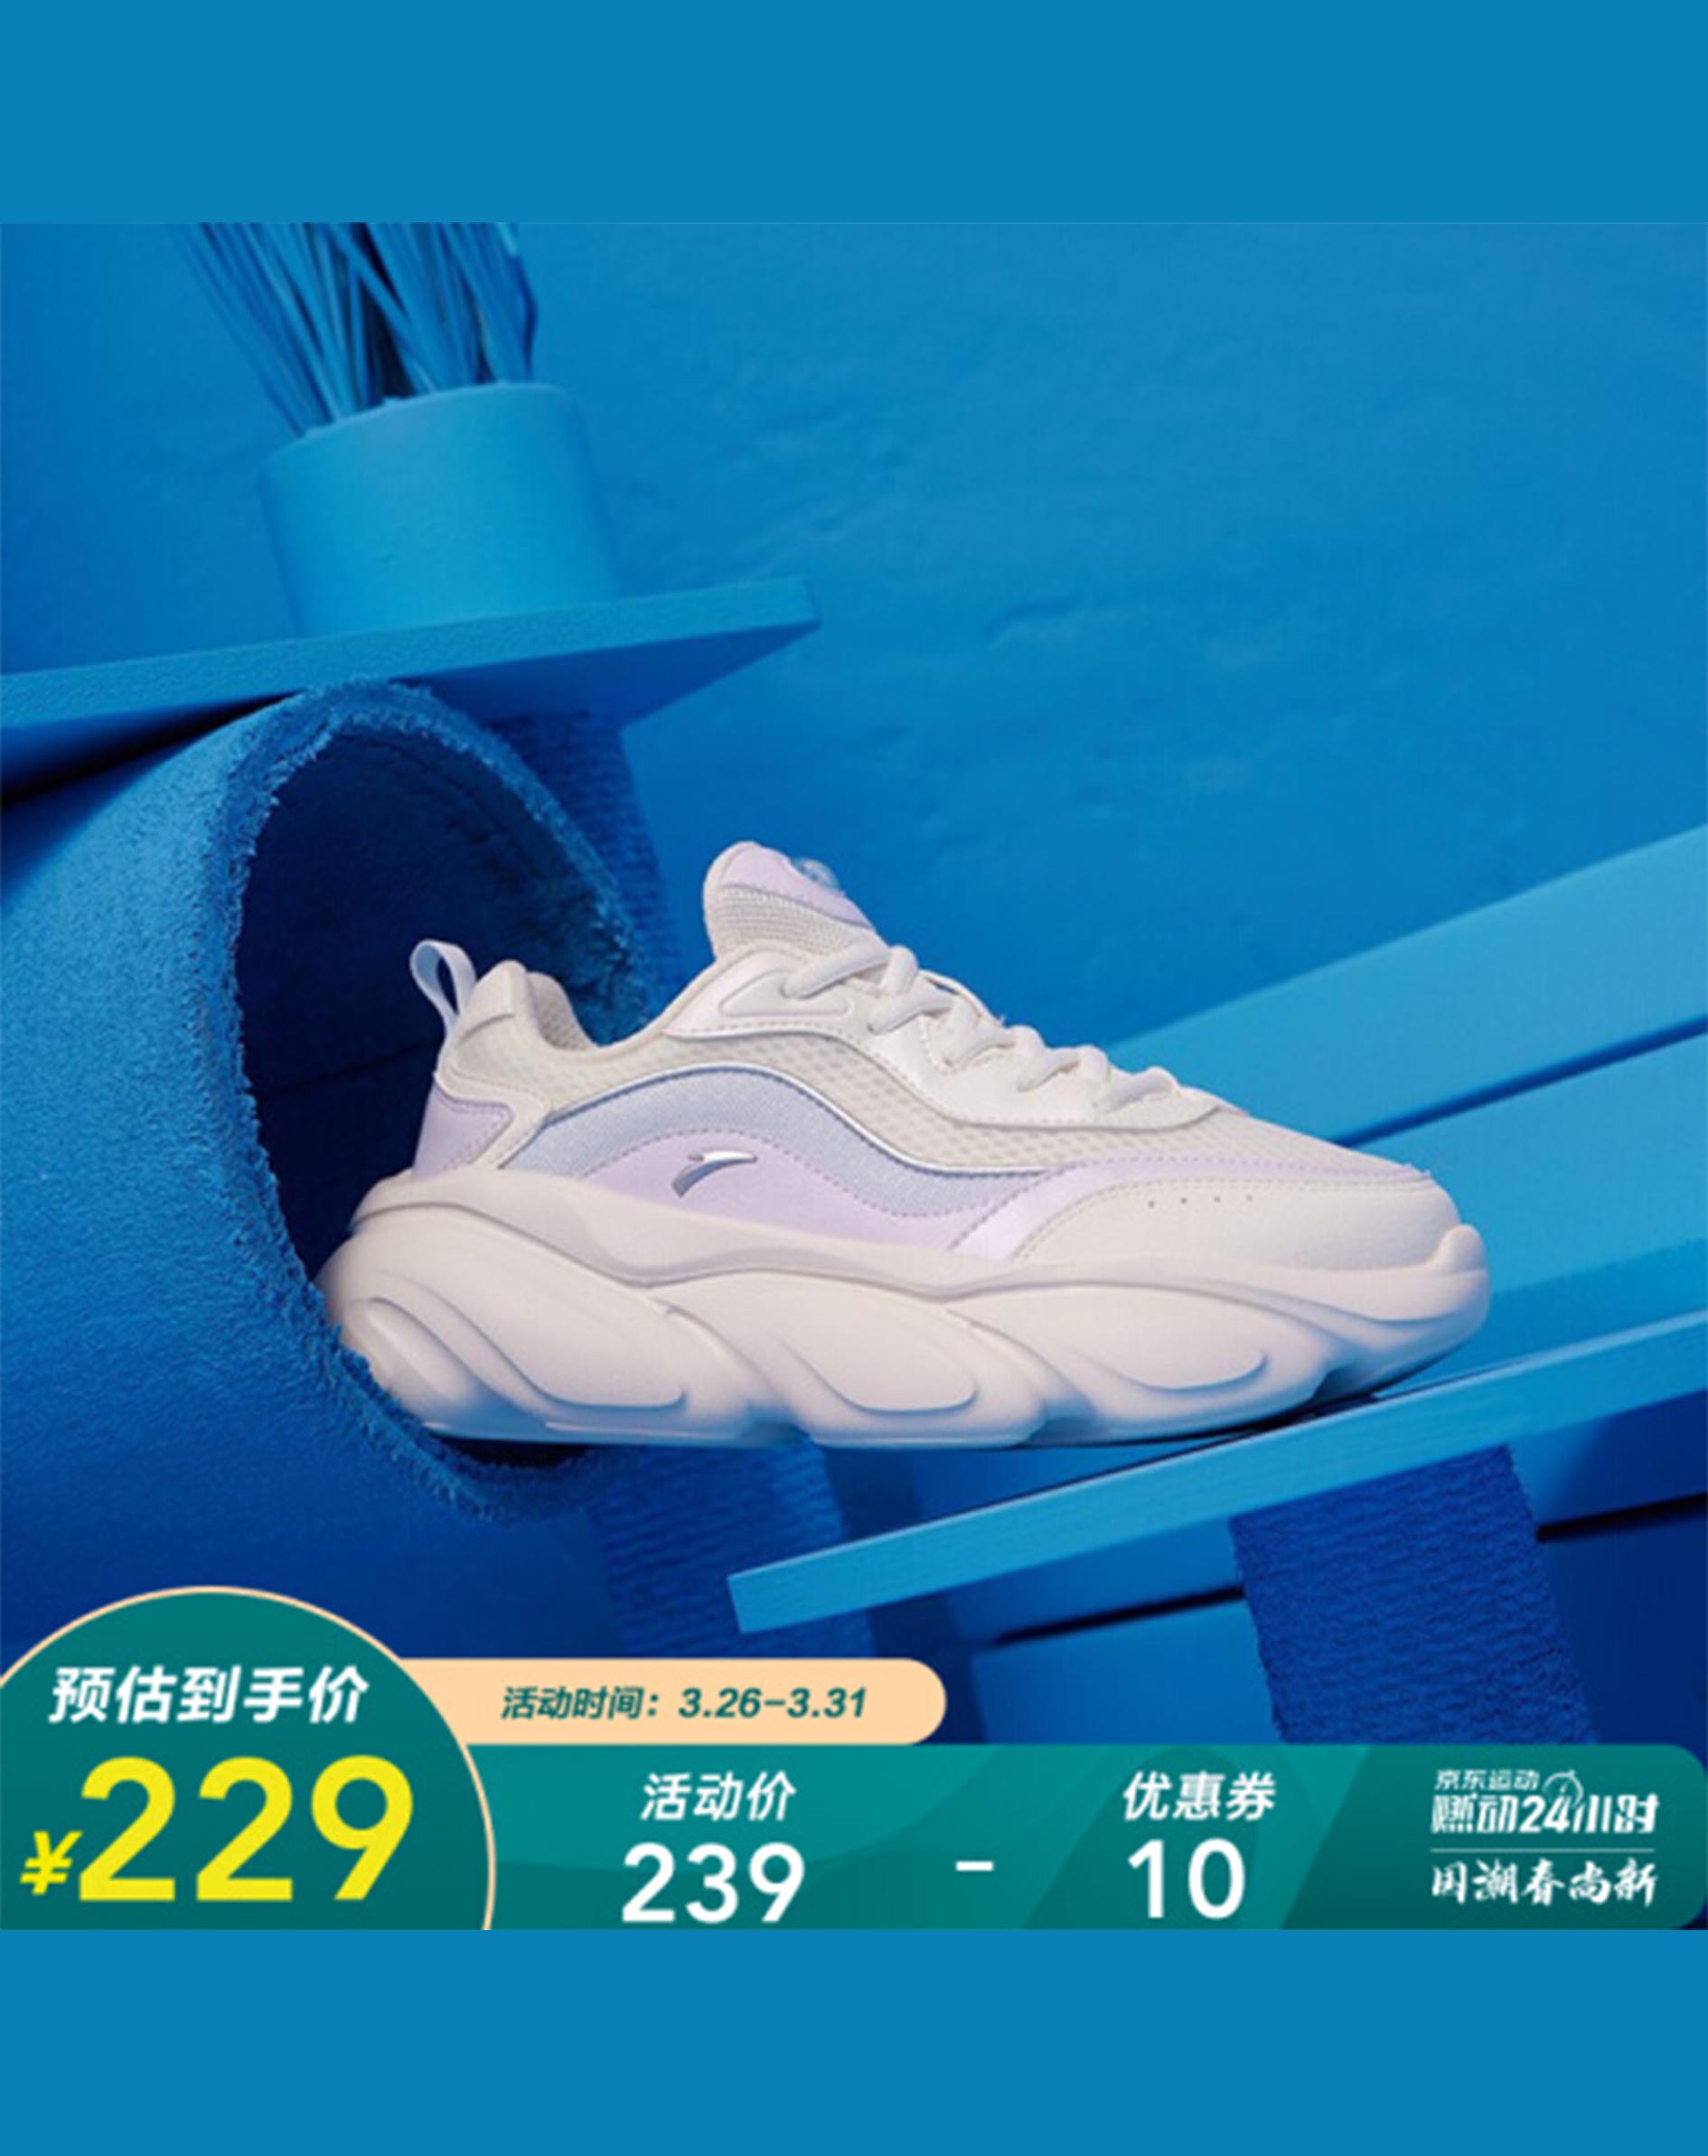 预估到手价
¥229
活动时间：3.26-3.31
活动价
239
-
优惠券
10
京东运动
燃动24小时
国潮春尚新